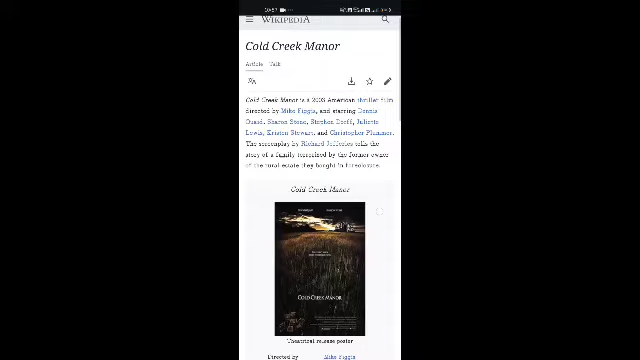 10:57
WIKIPEDIA
Cold Creek Manor
Article Talk
Cold Creek Manor is a 2003 American thriller film
directed by Mike Figgis, and starring Dennis
Quaid, Sharon Stone, Stephen Dorff, Juliette
Lewis, Kristen Stewart, and Christopher Plummer.
The screenplay by Richard Jefferies tells the
story of a family terrorized by the former owner
of the rural estate they bought in foreclosure.
Cold Creek Manor
COLD CREEK MANOR
Theatrical release poster
Directed by Mike Figgis